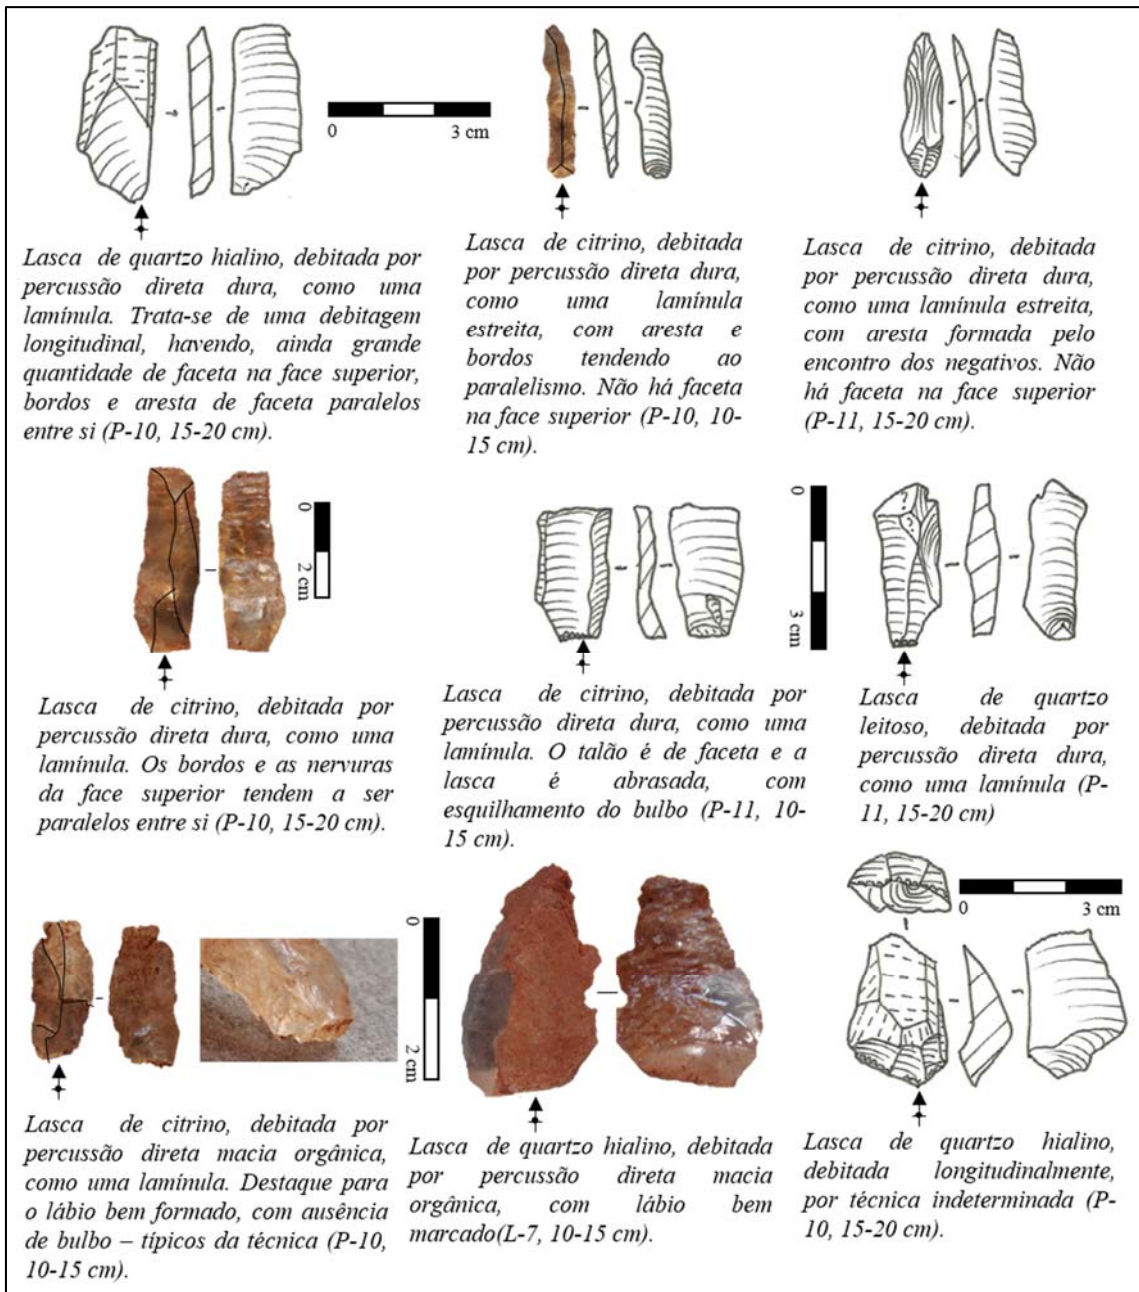 0 3 cm
Lasca de quartzo hialino, debitada por
percussão direta dura, como uma
lamínula. Trata-se de uma debitagem
longitudinal, havendo, ainda grande
quantidade de faceta na face superior,
bordos e aresta de faceta paralelos
entre si (P-10, 15-20 cm).
Lasca de citrino, debitada
por percussão direta dura,
como uma lamínula
estreita, com aresta e
bordos tendendo ao
paralelismo. Não há faceta
na face superior (P-10, 10-
15 cm).
Lasca de citrino, debitada
por percussão direta dura,
como uma lamínula estreita,
com aresta formada pelo
encontro dos negativos. Não
há faceta na face superior
(P-11, 15-20 cm).
0 2 cm
0 3 cm
Lasca de citrino, debitada por
percussão direta dura, como uma
lamínula. Os bordos e as nervuras
da face superior tendem a ser
paralelos entre si (P-10, 15-20 cm).
Lasca de citrino, debitada por
percussão direta dura, como uma
lamínula. O talão é de faceta e a
lasca é abrasada, com
esquilhamento do bulbo (P-11, 10-
15 cm).
Lasca de quartzo
leitoso, debitada por
percussão direta dura,
como uma lamínula (P-
11, 15-20 cm)
0 2 cm
0 3 cm
Lasca de citrino, debitada por
percussão direta macia orgânica,
como uma lamínula. Destaque para
o lábio bem formado, com ausência
de bulbo – típicos da técnica (P-10,
10-15 cm).
Lasca de quartzo hialino, debitada
por percussão direta macia
orgânica, com lábio bem
marcado(L-7, 10-15 cm).
Lasca de quartzo hialino,
debitada longitudinalmente,
por técnica indeterminada (P-
10, 15-20 cm).